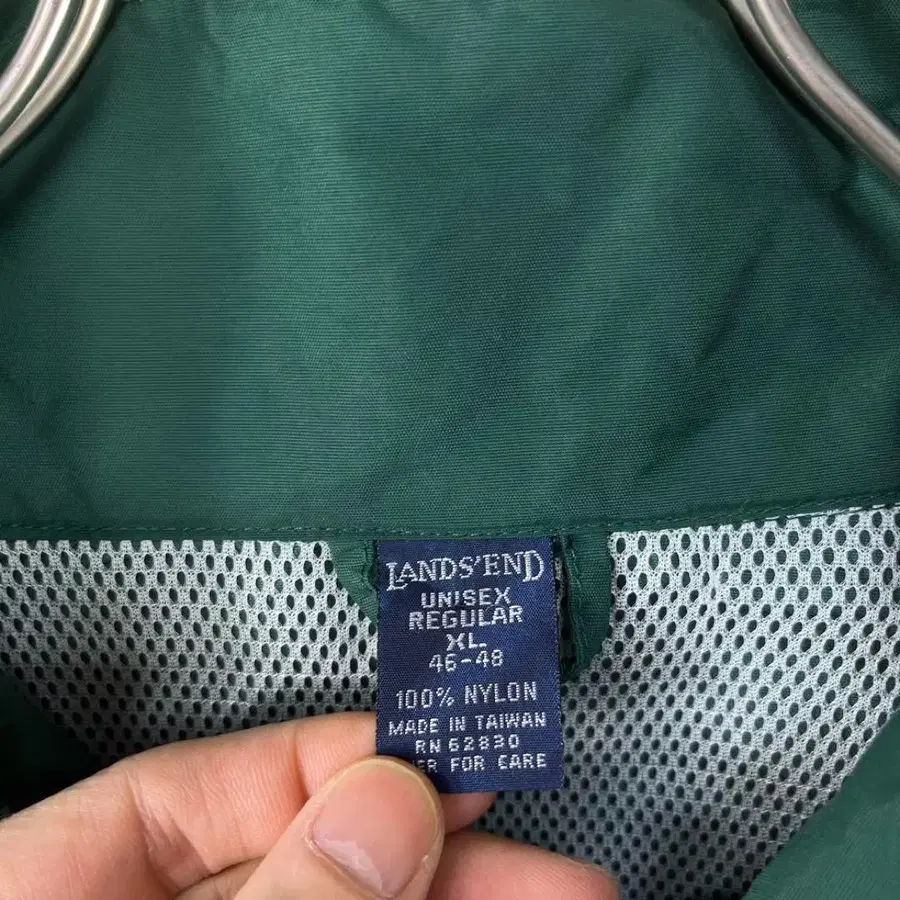 LANDS'END
UNISEX
REGULAR
XL
46-48
100% NYLON
MADE IN TAIWAN
RN 62830
FOR CARE